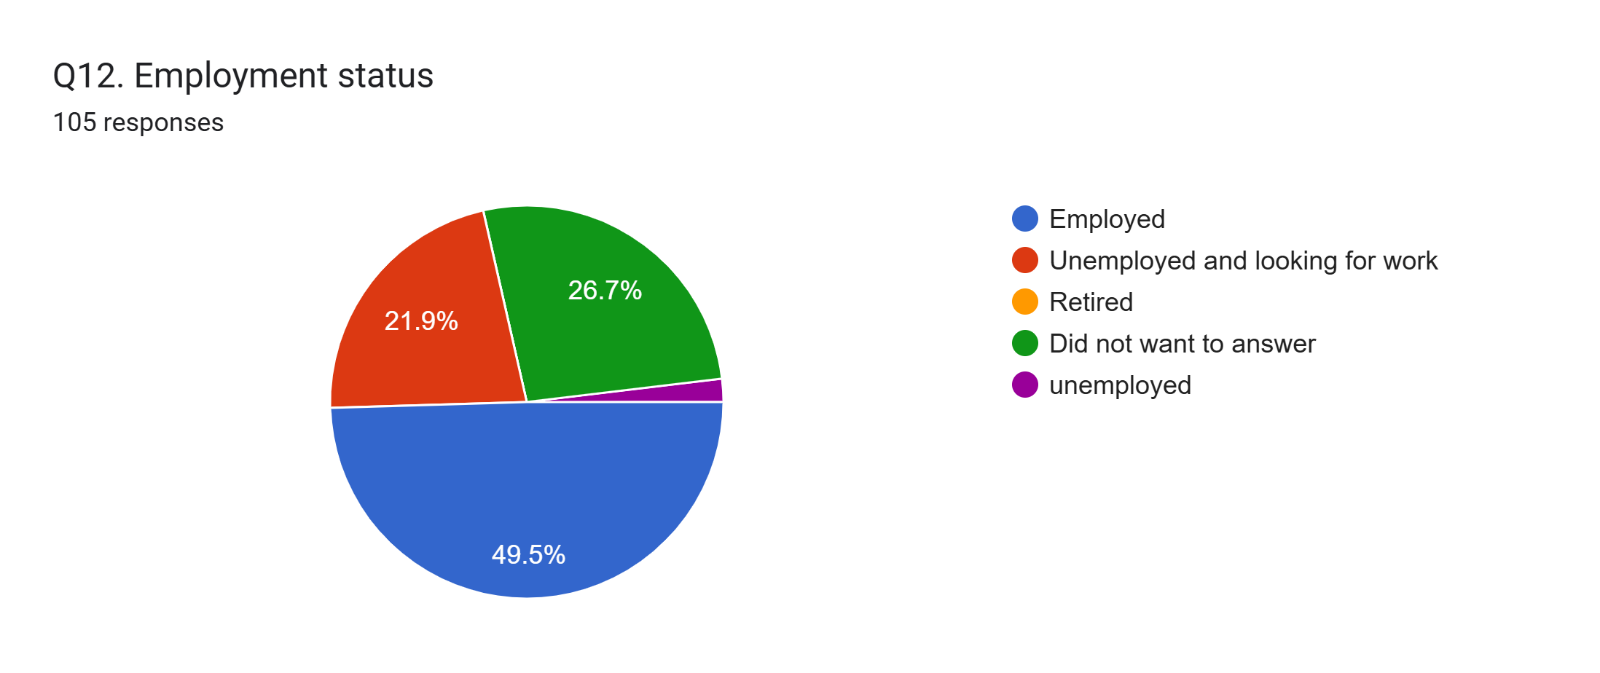 Q12. Employment status
105 responses
26.7%
21.9%
49.5%
Employed
Unemployed and looking for work
Retired
Did not want to answer
unemployed